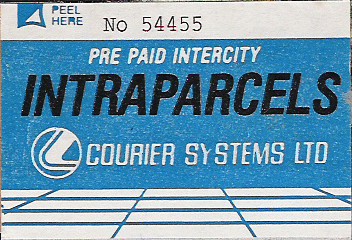 PEEL
HERE
No 54455
PRE PAID INTERCITY
INTRAPARCELS
COURIER SYSTEMS LTD